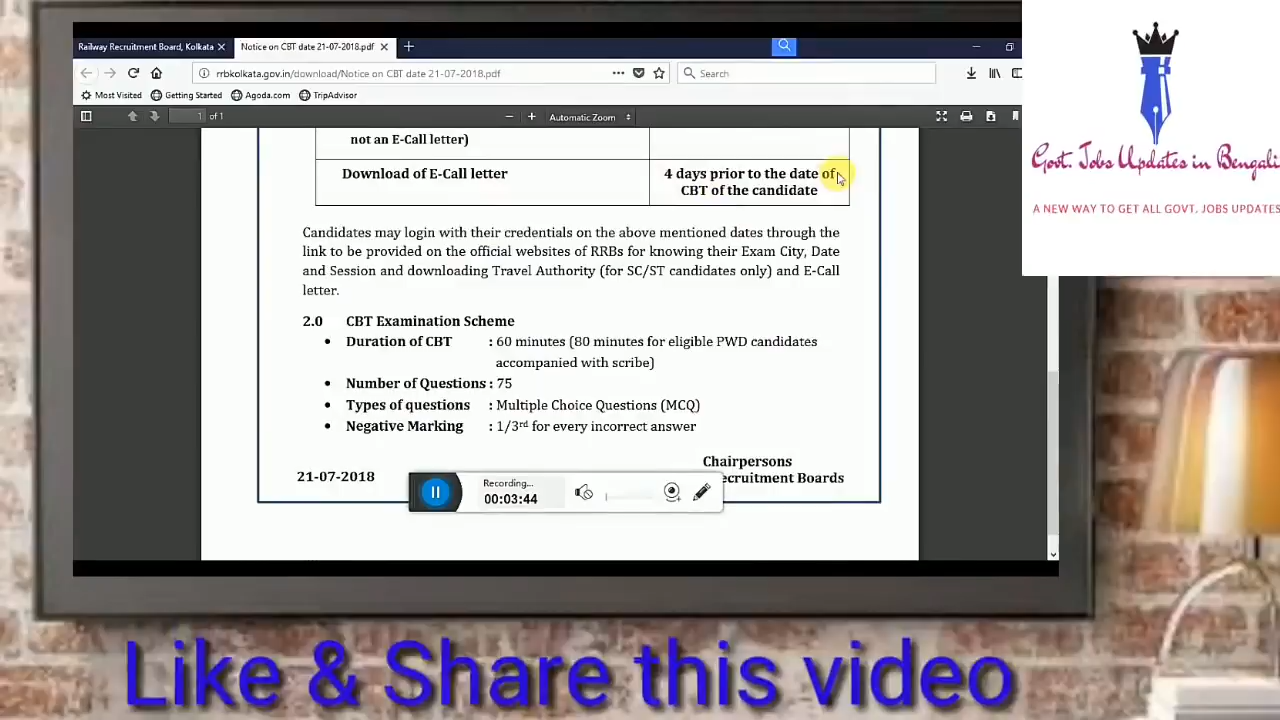 Railway Recruitment Board, Kolkata
Notice on CBT date 21-07-2018.pdf
rrbkolkata.gov.in/download/Notice on CBT date 21-07-2018.pdf
Search
Most Visited
Getting Started
Agoda.com
TripAdvisor
1 of 1
Automatic Zoom
not an E-Call letter)
Download of E-Call letter
4 days prior to the date of
CBT of the candidate
Candidates may login with their credentials on the above mentioned dates through the
link to be provided on the official websites of RRBs for knowing their Exam City, Date
and Session and downloading Travel Authority (for SC/ST candidates only) and E-Call
letter.
2.0 CBT Examination Scheme
• Duration of CBT : 60 minutes (80 minutes for eligible PWD candidates
accompanied with scribe)
• Number of Questions : 75
• Types of questions : Multiple Choice Questions (MCQ)
• Negative Marking : 1/3rd for every incorrect answer
Chairpersons
21-07-2018
ecruitment Boards
Recording...
00:03:44
Govt. Jobs Updates in Bengali
A NEW WAY TO GET ALL GOVT, JOBS UPDATES
Like & Share this video